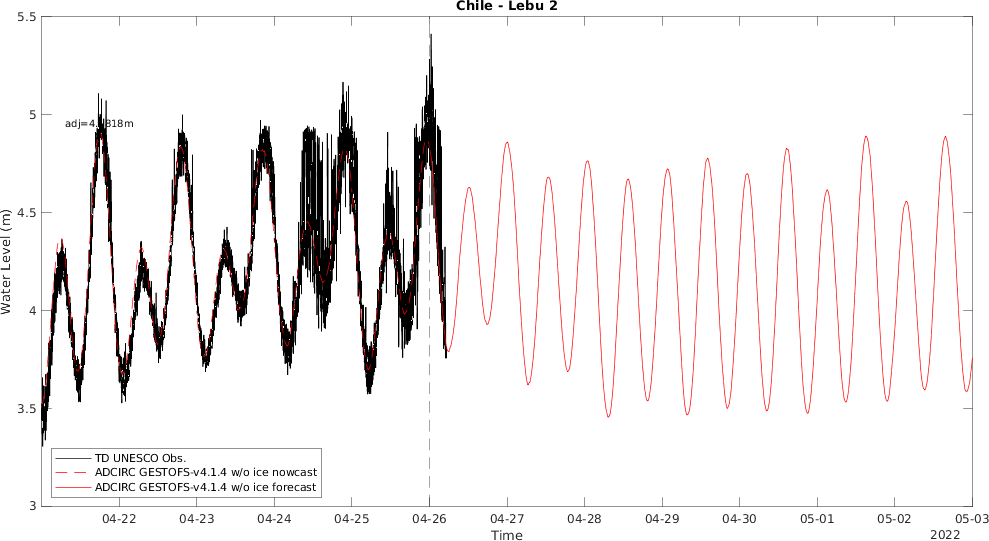 Chile - Lebu 2
5.5
5
4.5
4
3.5
3
Water Level (m)
TD UNESCO Obs.
ADCIRC GESTOFS-v4.1.4 w/o ice nowcast
ADCIRC GESTOFS-v4.1.4 w/o ice forecast
04-22 04-23 04-24 04-25 04-26 04-27 04-28 04-29 04-30 05-01 05-02 05-03
Time
2022